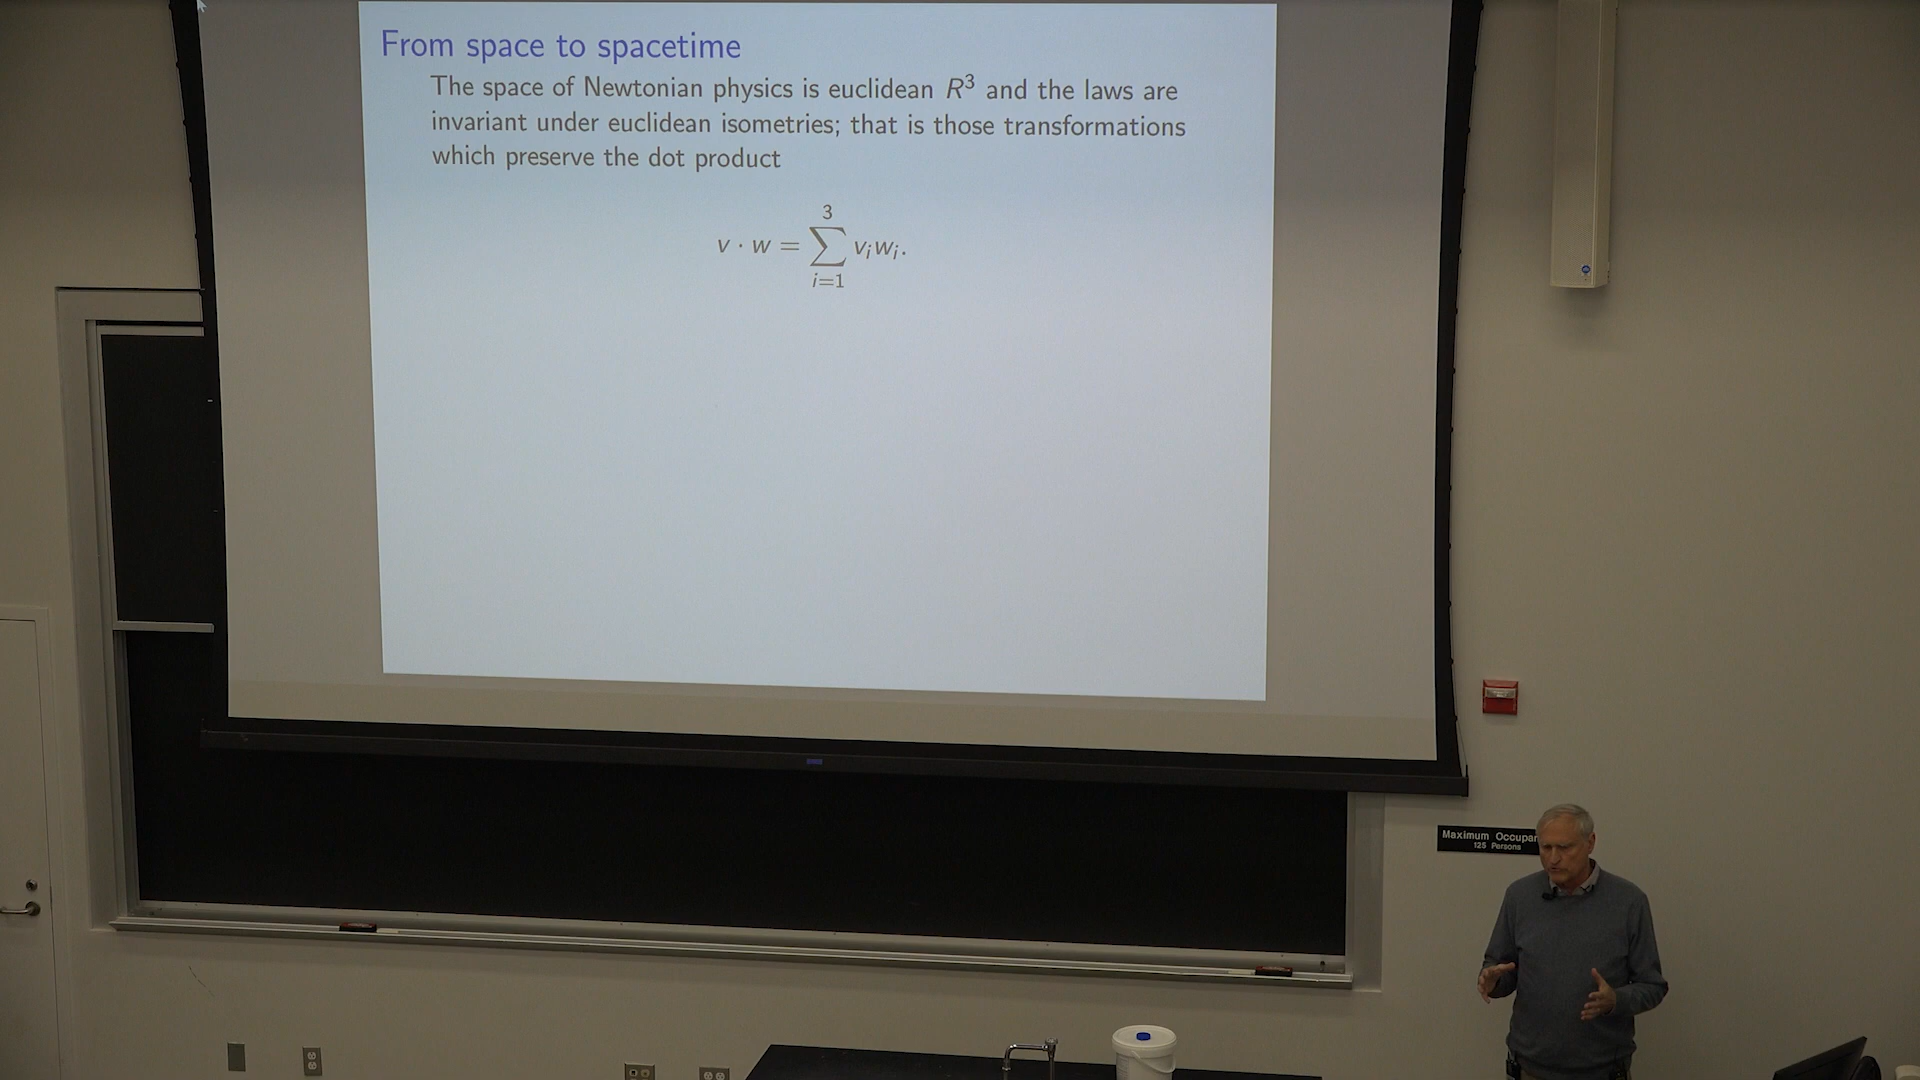 From space to spacetime
The space of Newtonian physics is euclidean R³ and the laws are
invariant under euclidean isometries; that is those transformations
which preserve the dot product
v · w = ∑_{i=1}^{3} v_i w_i.
Maximum Occupan
125 Persons